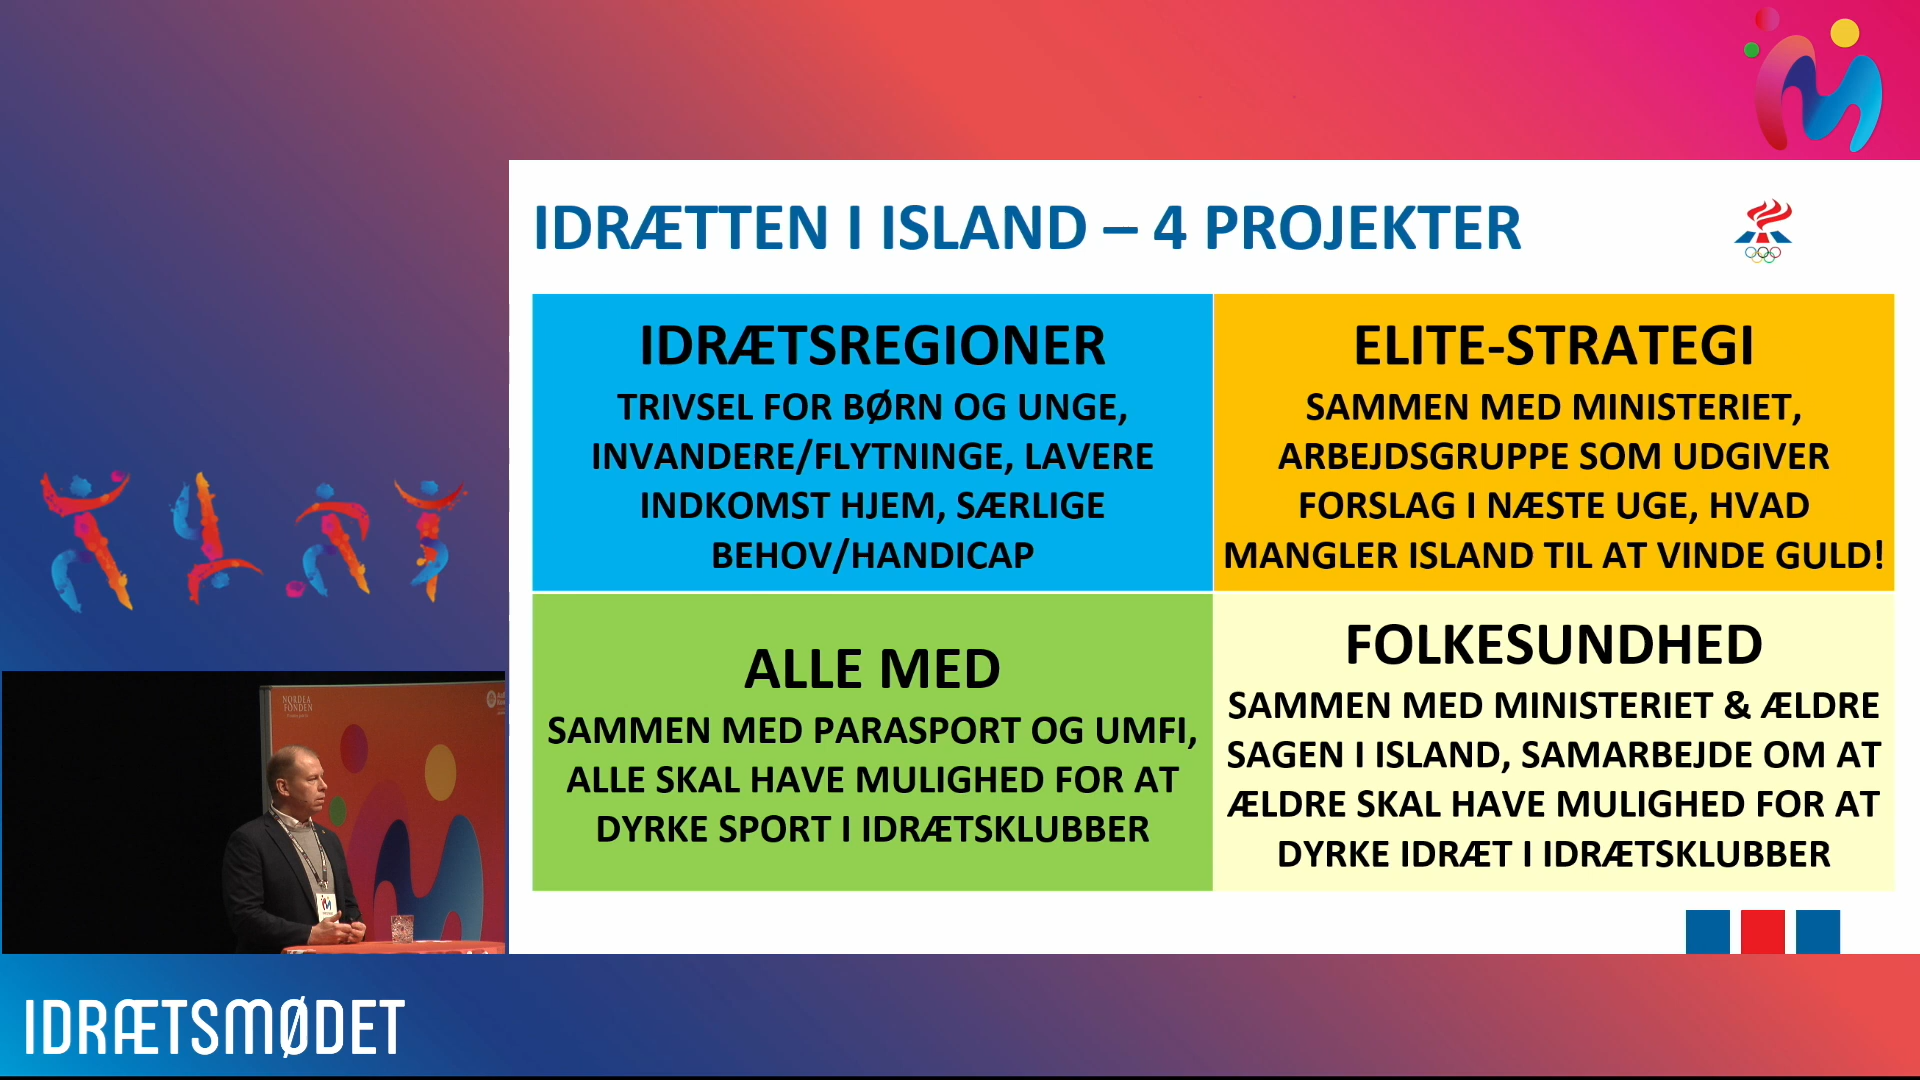 IDRÆTTEN I ISLAND – 4 PROJEKTER
IDRÆTSREGIONER
TRIVSEL FOR BØRN OG UNGE,
INVANDERE/FLYTNINGE, LAVERE
INDKOMST HJEM, SÆRLIGE
BEHOV/HANDICAP
ELITE-STRATEGI
SAMMEN MED MINISTERIET,
ARBEJDSGRUPPE SOM UDGIVER
FORSLAG I NÆSTE UGE, HVAD
MANGLER ISLAND TIL AT VINDE GULD!
ALLE MED
SAMMEN MED PARASPORT OG UMFI,
ALLE SKAL HAVE MULIGHED FOR AT
DYRKE SPORT I IDRÆTSKLUBBER
FOLKESUNDHED
SAMMEN MED MINISTERIET & ÆLDRE
SAGEN I ISLAND, SAMARBEJDE OM AT
ÆLDRE SKAL HAVE MULIGHED FOR AT
DYRKE IDRÆT I IDRÆTSKLUBBER
NORDEA
FONDEN
IDRÆTSMØDET